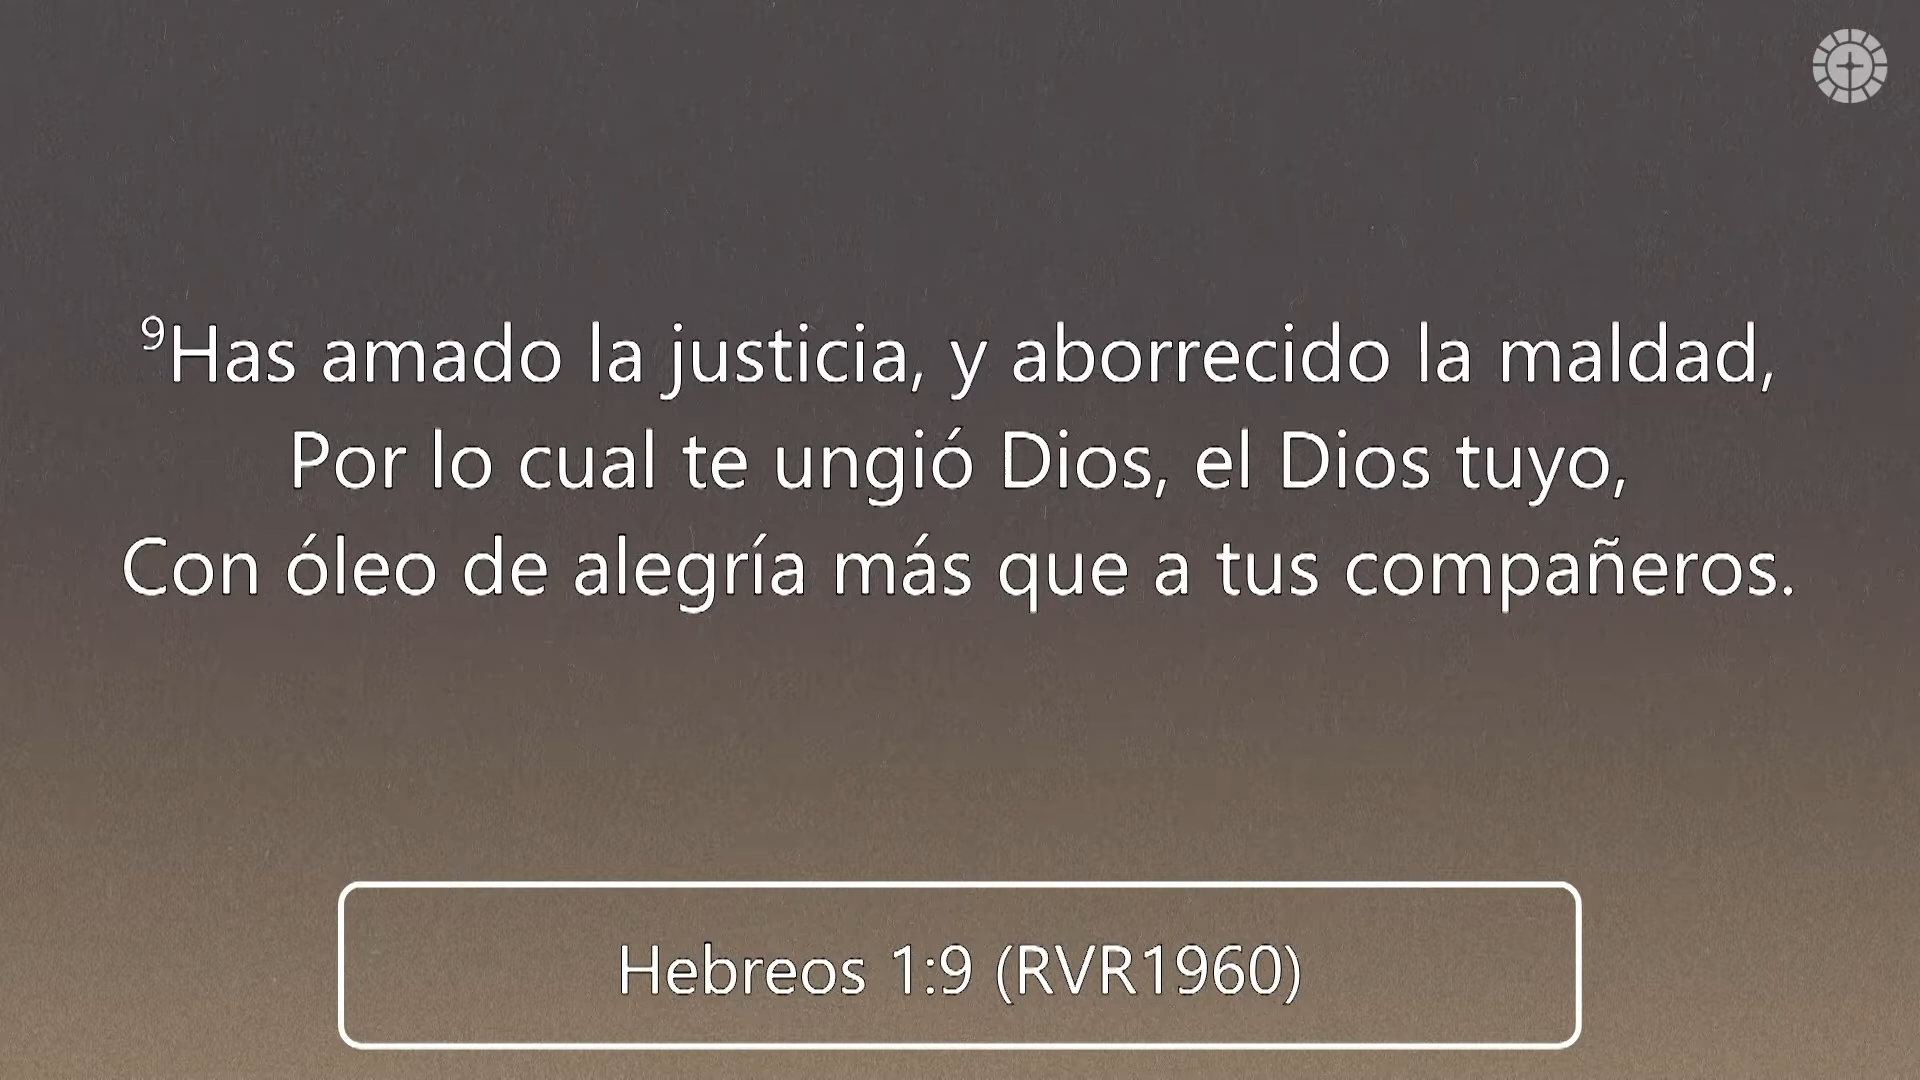 ⁹Has amado la justicia, y aborrecido la maldad,
Por lo cual te ungió Dios, el Dios tuyo,
Con óleo de alegría más que a tus compañeros.
Hebreos 1:9 (RVR1960)